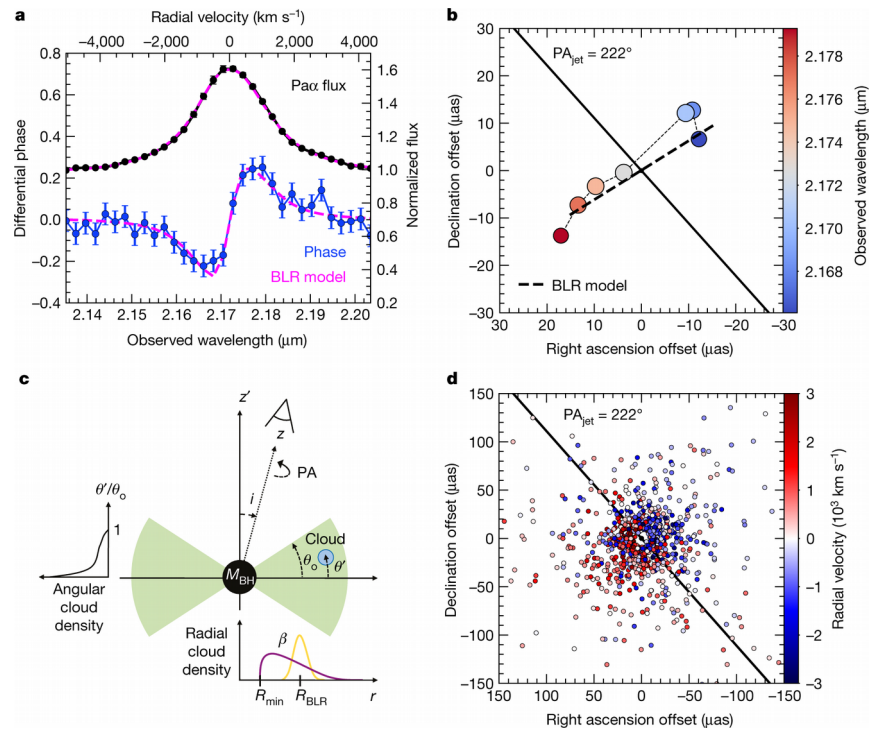 a
Radial velocity (km s⁻¹)
−4,000 −2,000 0 2,000 4,000
0.8
0.6
0.4
0.2
0.0
−0.2
−0.4
Differential phase
Paα flux
Phase
BLR model
1.6
1.4
1.2
1.0
0.8
0.6
0.4
0.2
Normalized flux
2.14 2.15 2.16 2.17 2.18 2.19 2.20
Observed wavelength (μm)
b
PAjet = 222°
30
20
10
0
−10
−20
−30
Declination offset (μas)
BLR model
30 20 10 0 −10 −20 −30
Right ascension offset (μas)
2.178
2.176
2.174
2.172
2.170
2.168
Observed wavelength (μm)
c
z′
z
PA
i
θ′/θo
1
Cloud
θo
θ′
MBH
Angular
cloud
density
Radial
cloud
density
β
Rmin RBLR r
d
PAjet = 222°
150
100
50
0
−50
−100
−150
Declination offset (μas)
150 100 50 0 −50 −100 −150
Right ascension offset (μas)
3
2
1
0
−1
−2
−3
Radial velocity (10³ km s⁻¹)